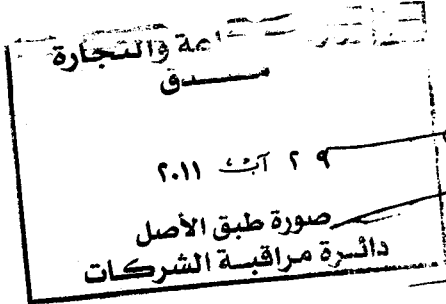 والتجارة
مصدق
٢٩ آب ٢٠١١
صورة طبق الأصل
دائرة مراقبة الشركات